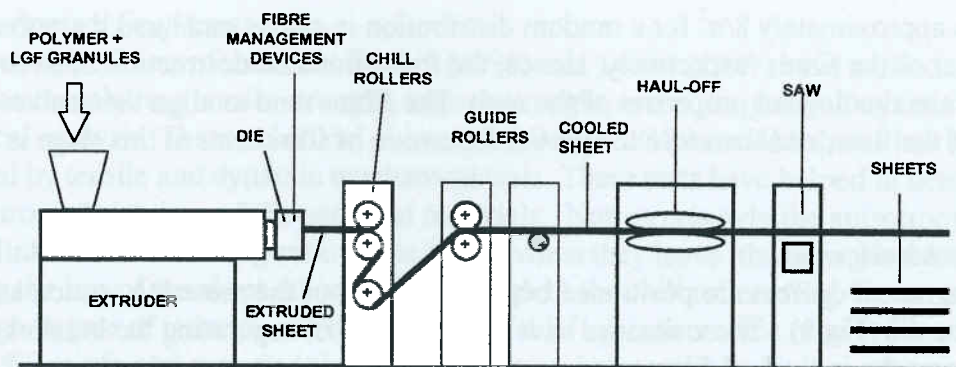 FIBRE
MANAGEMENT
DEVICES
POLYMER +
LGF GRANULES
CHILL
ROLLERS
DIE
GUIDE
ROLLERS
COOLED
SHEET
HAUL-OFF
SAW
SHEETS
EXTRUDER
EXTRUDED
SHEET